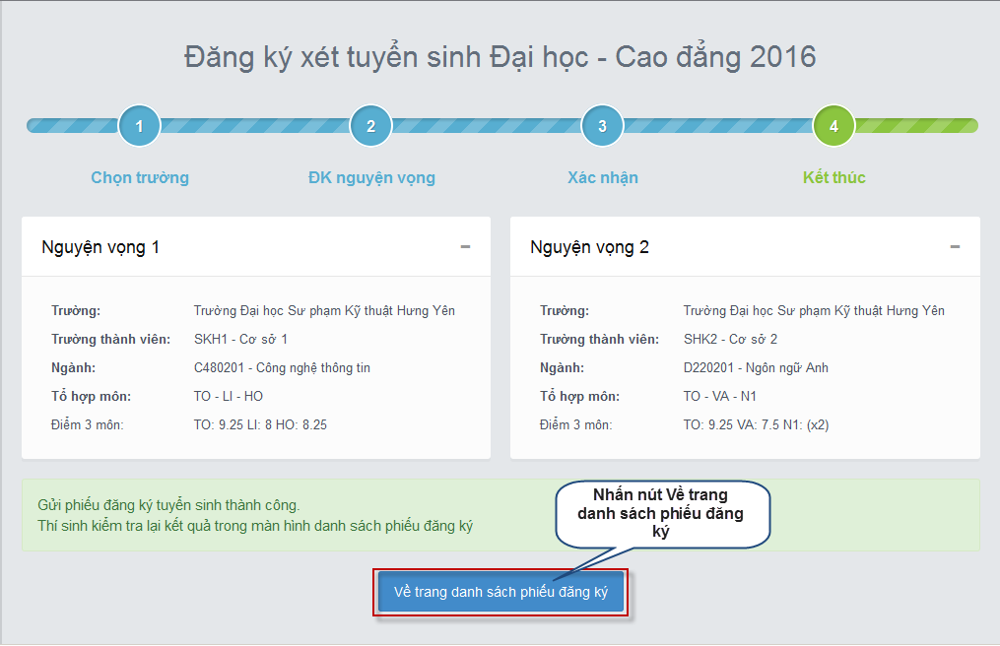 Đăng ký xét tuyển sinh Đại học - Cao đẳng 2016
1
2
3
4
Chọn trường
ĐK nguyện vọng
Xác nhận
Kết thúc
Nguyện vọng 1
Trường: Trường Đại học Sư phạm Kỹ thuật Hưng Yên
Trường thành viên: SKH1 - Cơ sở 1
Ngành: C480201 - Công nghệ thông tin
Tổ hợp môn: TO - LI - HO
Điểm 3 môn: TO: 9.25 LI: 8 HO: 8.25
Nguyện vọng 2
Trường: Trường Đại học Sư phạm Kỹ thuật Hưng Yên
Trường thành viên: SHK2 - Cơ sở 2
Ngành: D220201 - Ngôn ngữ Anh
Tổ hợp môn: TO - VA - N1
Điểm 3 môn: TO: 9.25 VA: 7.5 N1: (x2)
Gửi phiếu đăng ký tuyển sinh thành công.
Thí sinh kiểm tra lại kết quả trong màn hình danh sách phiếu đăng ký
Nhấn nút Về trang
danh sách phiếu đăng
ký
Về trang danh sách phiếu đăng ký